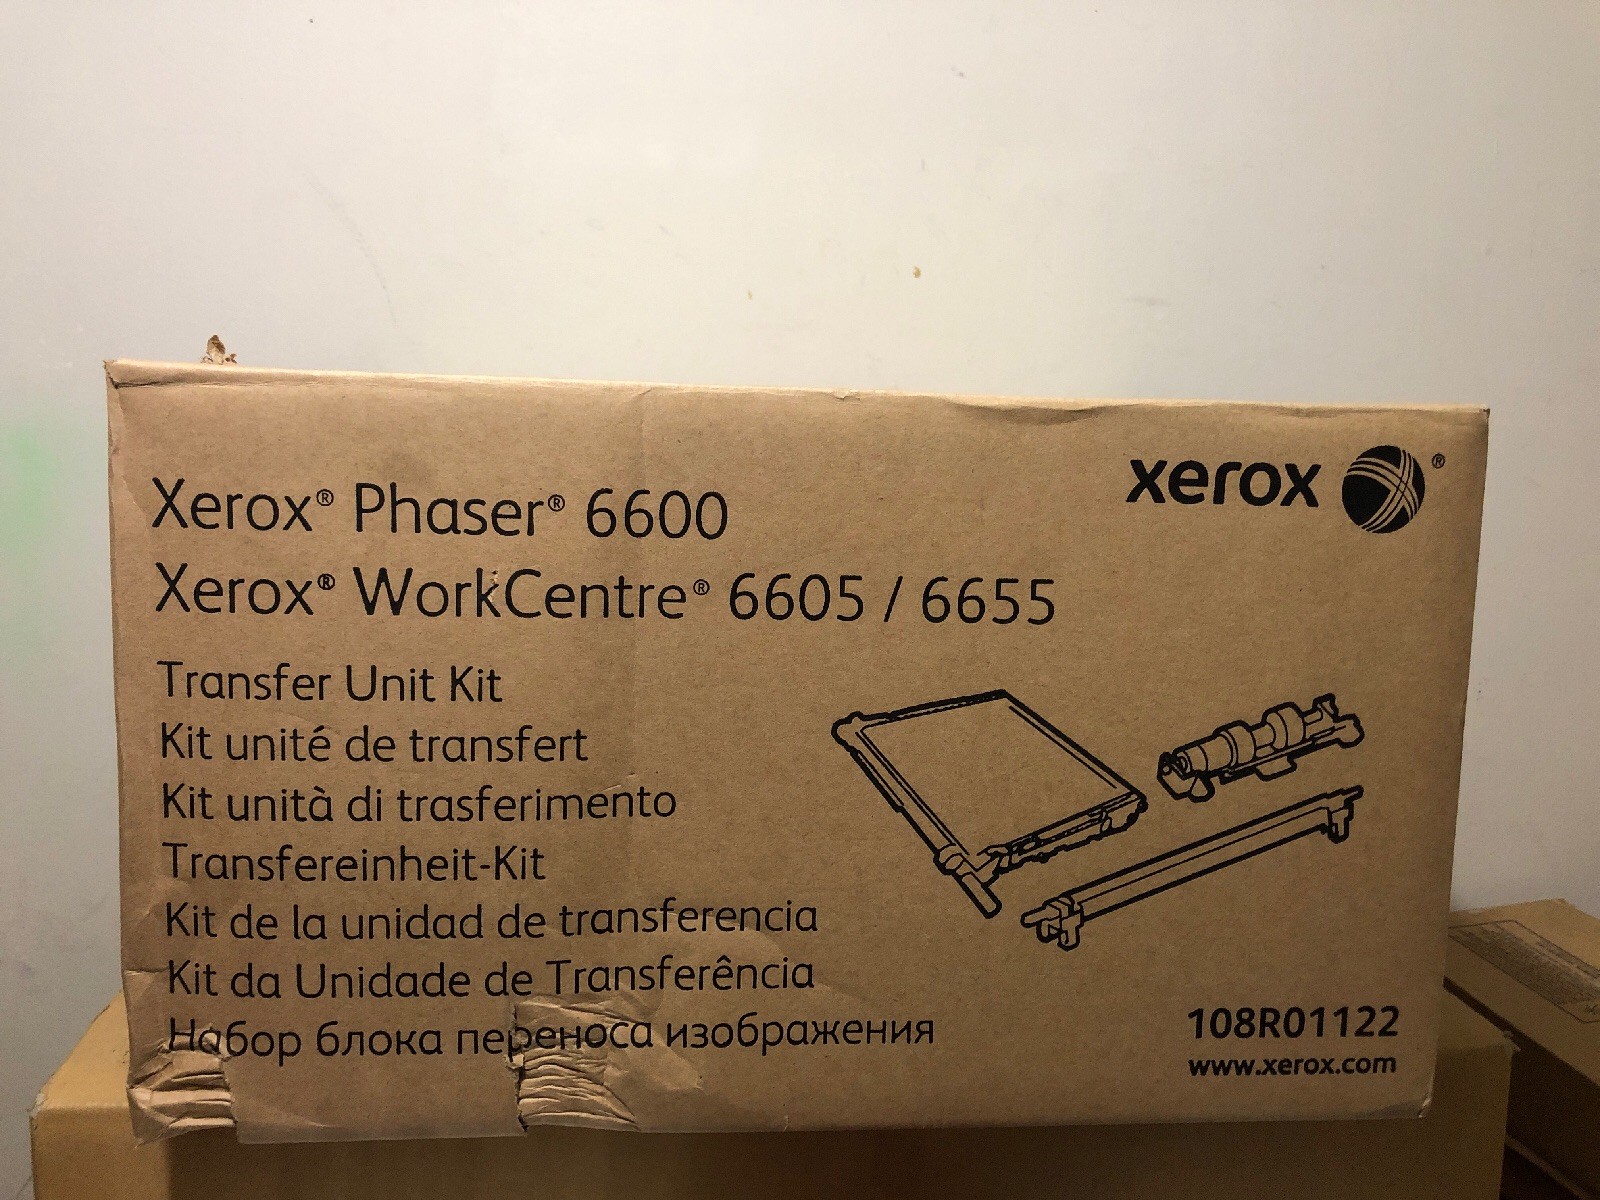 xerox ®
Xerox® Phaser® 6600
Xerox® WorkCentre® 6605 / 6655
Transfer Unit Kit
Kit unité de transfert
Kit unità di trasferimento
Transfereinheit-Kit
Kit de la unidad de transferencia
Kit da Unidade de Transferência
Набор блока переноса изображения
108R01122
www.xerox.com